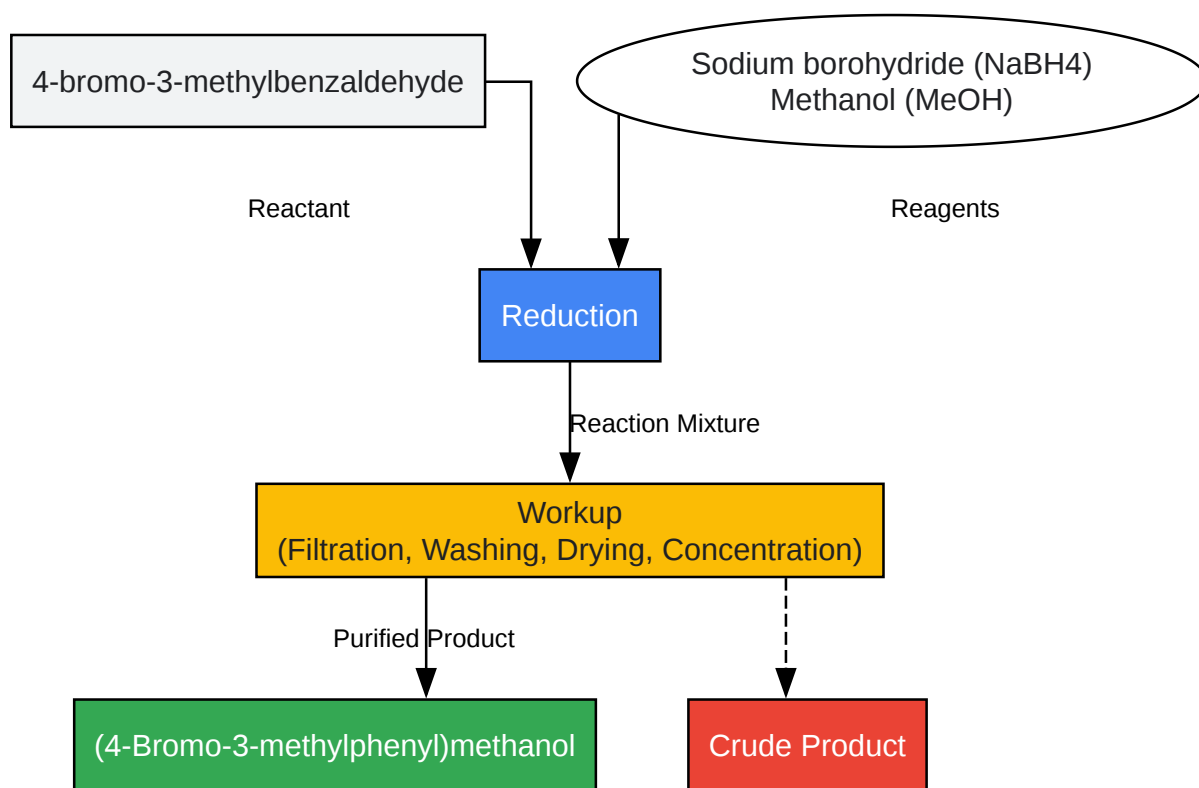 4-bromo-3-methylbenzaldehyde
Sodium borohydride (NaBH4)
Methanol (MeOH)
Reactant
Reagents
Reduction
Reaction Mixture
Workup
(Filtration, Washing, Drying, Concentration)
Purified Product
(4-Bromo-3-methylphenyl)methanol
Crude Product